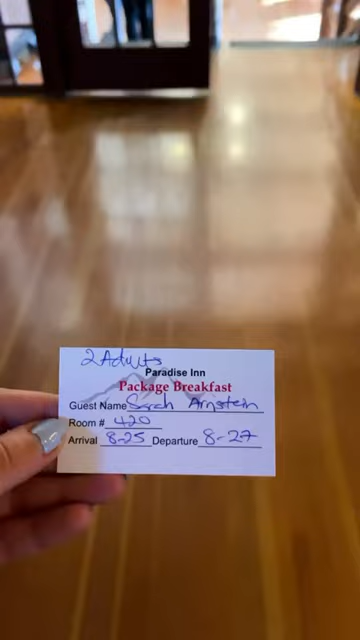 2 Adults
Paradise Inn
Package Breakfast
Guest Name Sarah Arnstein
Room # 420
Arrival 8-25 Departure 8-27